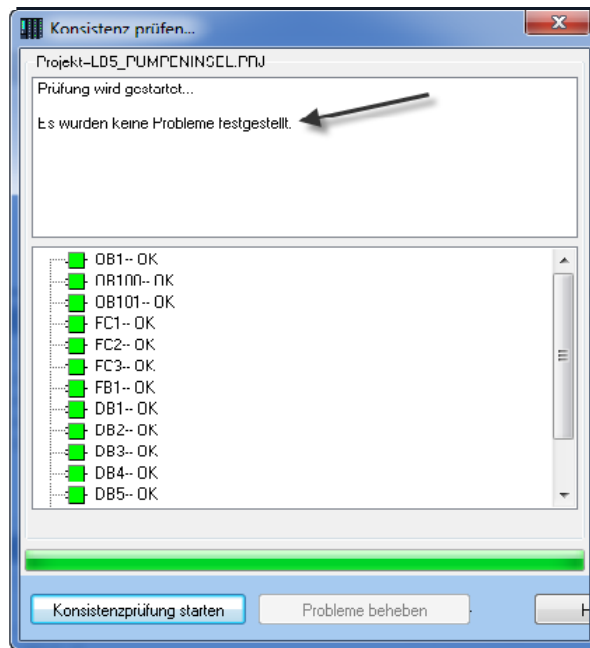 Konsistenz prüfen...
Projekt-LD5_PUMPENINSEL.PRJ
Prüfung wird gestartet...
Es wurden keine Probleme festgestellt.
OB1-- OK
OB100-- OK
OB101-- OK
FC1-- OK
FC2-- OK
FC3-- OK
FB1-- OK
DB1-- OK
DB2-- OK
DB3-- OK
DB4-- OK
DB5-- OK
Konsistenzprüfung starten
Probleme beheben
H